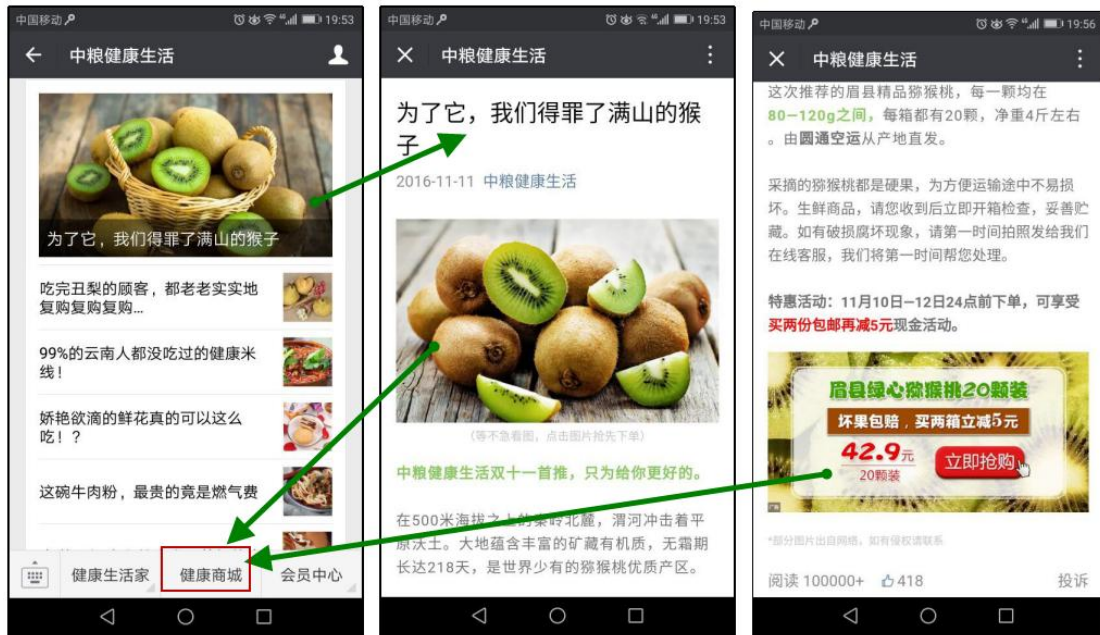 中国移动
19:53
中粮健康生活
为了它，我们得罪了满山的猴子
吃完丑梨的顾客，都老老实实地
复购复购复购...
99%的云南人都没吃过的健康米
线！
娇艳欲滴的鲜花真的可以这么
吃！？
这碗牛肉粉，最贵的竟是燃气费
健康生活家
健康商城
会员中心
中国移动
19:53
中粮健康生活
为了它，我们得罪了满山的猴
子
2016-11-11 中粮健康生活
（等不急看图，点击图片抢先下单）
中粮健康生活双十一首推，只为给你更好的。
在500米海拔之上的秦岭北麓，渭河冲击着平
原沃土。大地蕴含丰富的矿藏有机质，无霜期
长达218天，是世界少有的猕猴桃优质产区。
中国移动
19:56
中粮健康生活
这次推荐的眉县精品猕猴桃，每一颗均在
80—120g之间，每箱都有20颗，净重4斤左右
。由圆通空运从产地直发。
采摘的猕猴桃都是硬果，为方便运输途中不易损
坏。生鲜商品，请您收到后立即开箱检查，妥善贮
藏。如有破损腐坏现象，请第一时间拍照发给我们
在线客服，我们将第一时间帮您处理。
特惠活动：11月10日—12日24点前下单，可享受
买两份包邮再减5元现金活动。
眉县绿心猕猴桃20颗装
坏果包赔，买两箱立减5元
42.9元
20颗装
立即抢购
*部分图片出自网络，如有侵权请联系
阅读 100000+ 418 投诉